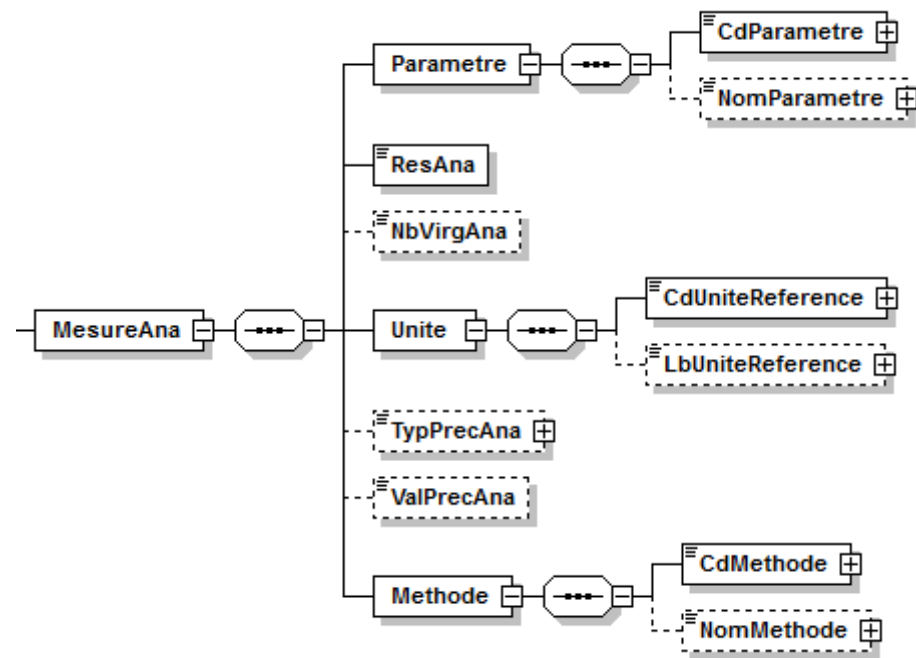 CdParametre
Parametre
NomParametre
ResAna
NbVirgAna
CdUniteReference
MesureAna
Unite
LbUniteReference
TypPrecAna
ValPrecAna
CdMethode
Methode
NomMethode